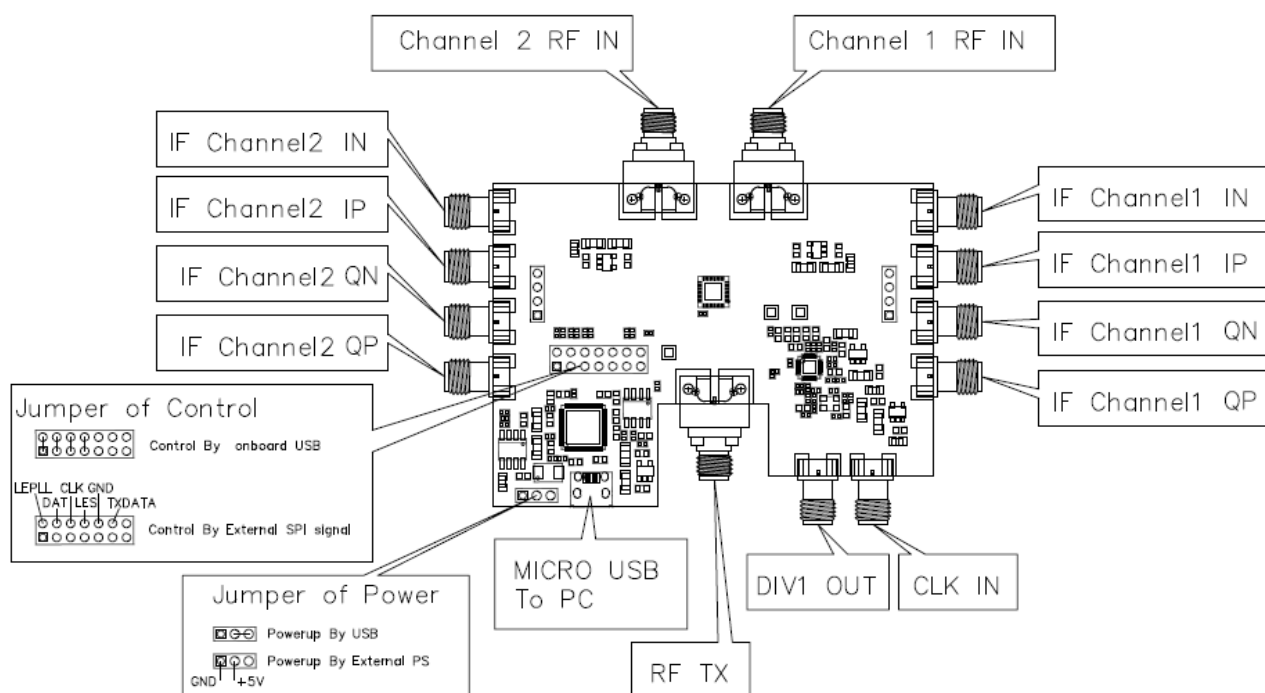 Channel 2 RF IN
Channel 1 RF IN
IF Channel2 IN
IF Channel2 IP
IF Channel2 QN
IF Channel2 QP
IF Channel1 IN
IF Channel1 IP
IF Channel1 QN
IF Channel1 QP
Jumper of Control
Control By onboard USB
LEPLL CLK GND
DAT LES TXDATA
Control By External SPI signal
Jumper of Power
Powerup By USB
Powerup By External PS
GND +5V
MICRO USB
To PC
RF TX
DIV1 OUT
CLK IN